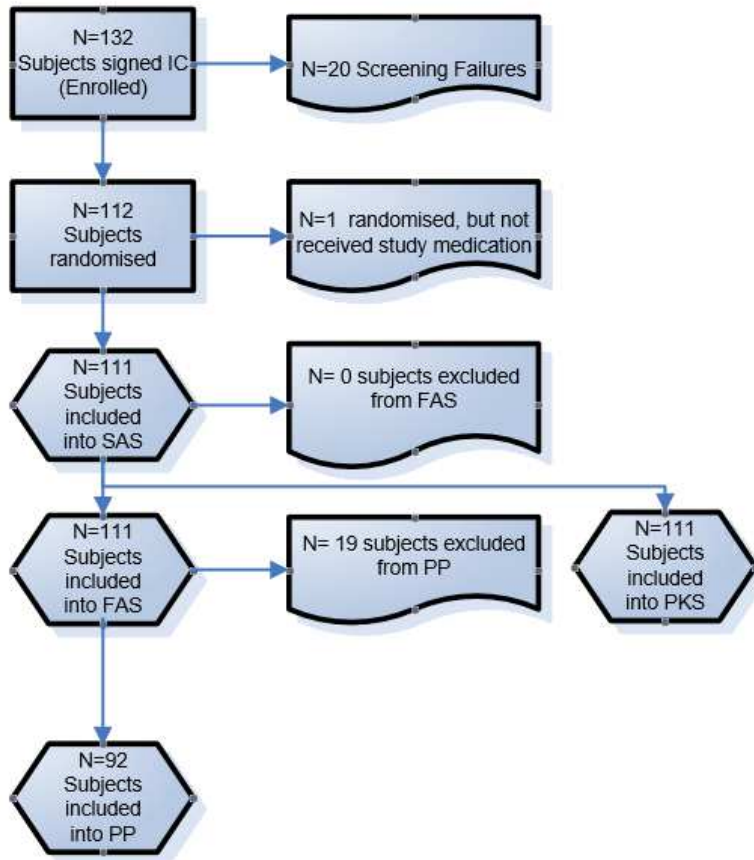 N=132
Subjects signed IC
(Enrolled)
N=20 Screening Failures
N=112
Subjects
randomised
N=1 randomised, but not
received study medication
N=111
Subjects
included
into SAS
N= 0 subjects excluded
from FAS
N=111
Subjects
included
into FAS
N= 19 subjects excluded
from PP
N=111
Subjects
included
into PKS
N=92
Subjects
included
into PP